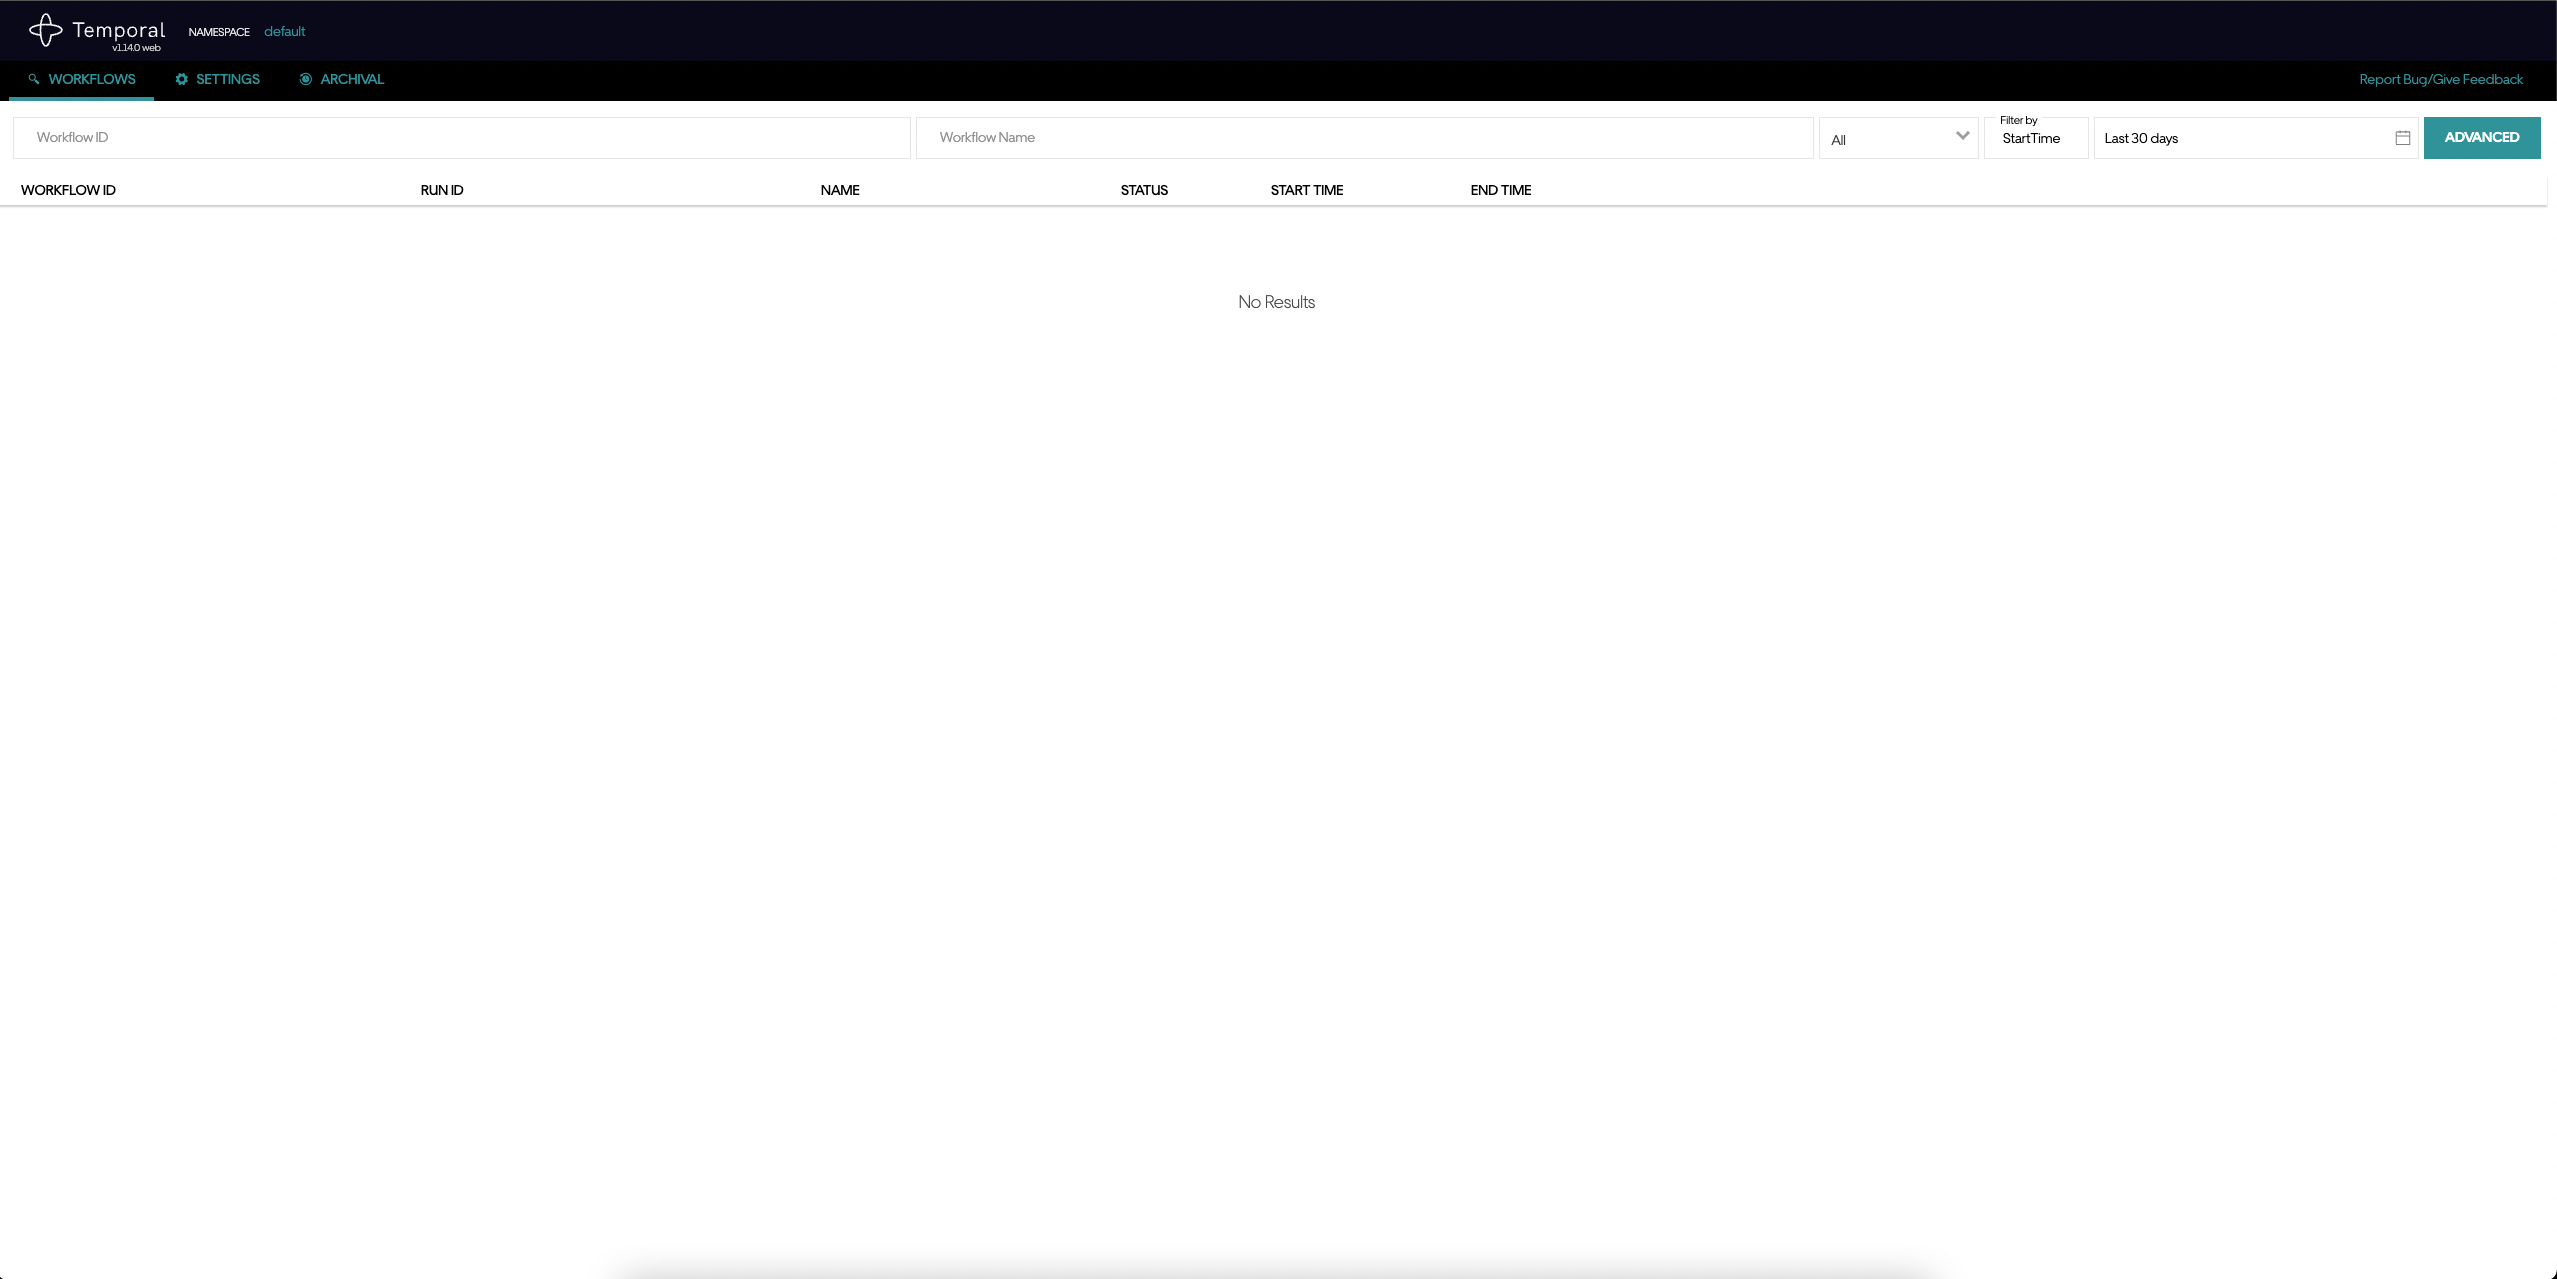 Temporal
v1.14.0 web
NAMESPACE default
WORKFLOWS SETTINGS ARCHIVAL Report Bug/Give Feedback
Workflow ID Workflow Name All Filter by StartTime Last 30 days ADVANCED
WORKFLOW ID RUN ID NAME STATUS START TIME END TIME
No Results